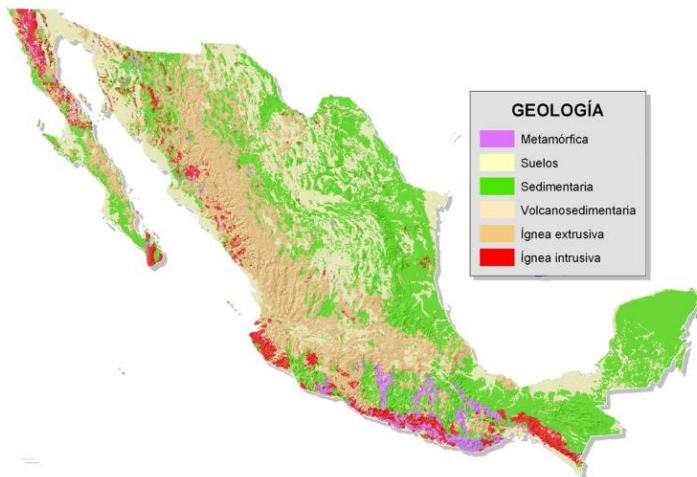 GEOLOGÍA
Metamórfica
Suelos
Sedimentaria
Volcanosedimentaria
Ígnea extrusiva
Ígnea intrusiva